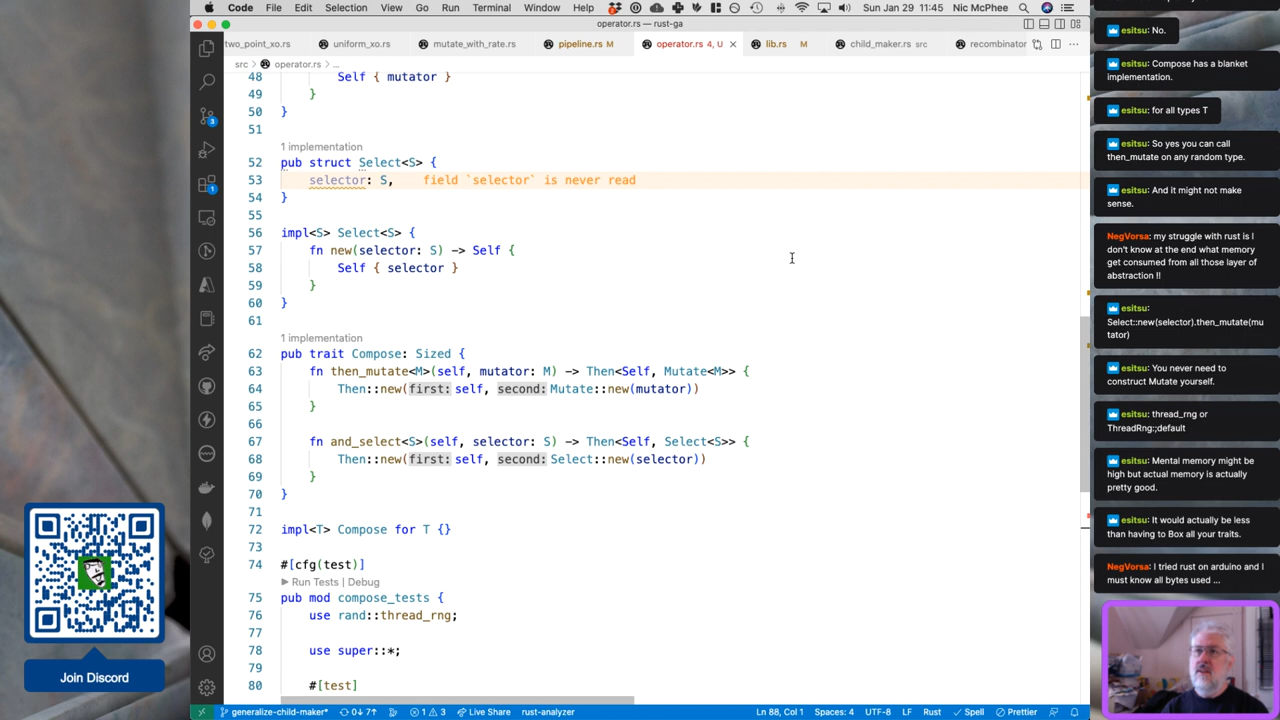 Code File Edit Selection View Go Run Terminal Window Help Sun Jan 29 11:45 Nic McPhee
operator.rs — rust-ga
two_point_xo.rs uniform_xo.rs mutate_with_rate.rs pipeline.rs M operator.rs 4, U lib.rs M child_maker.rs src recombinator
src > operator.rs > ...
48 Self { mutator }
49 }
50 }
51
1 implementation
52 pub struct Select<S> {
53 selector: S, field `selector` is never read
54 }
55
56 impl<S> Select<S> {
57 fn new(selector: S) -> Self {
58 Self { selector }
59 }
60 }
61
1 implementation
62 pub trait Compose: Sized {
63 fn then_mutate<M>(self, mutator: M) -> Then<Self, Mutate<M>> {
64 Then::new(first: self, second: Mutate::new(mutator))
65 }
66
67 fn and_select<S>(self, selector: S) -> Then<Self, Select<S>> {
68 Then::new(first: self, second: Select::new(selector))
69 }
70 }
71
72 impl<T> Compose for T {}
73
74 #[cfg(test)]
Run Tests | Debug
75 pub mod compose_tests {
76 use rand::thread_rng;
77
78 use super::*;
79
80 #[test]
3
1
generalize-child-maker* 0↓ 7↑ 1 3 Live Share rust-analyzer Ln 88, Col 1 Spaces: 4 UTF-8 LF Rust Spell Prettier
esitsu: No.
esitsu: Compose has a blanket
implementation.
esitsu: for all types T
esitsu: So yes you can call
then_mutate on any random type.
esitsu: And it might not make
sense.
NegVorsa: my struggle with rust is I
don't know at the end what memory
get consumed from all those layer of
abstraction !!
esitsu:
Select::new(selector).then_mutate(mu
tator)
esitsu: You never need to
construct Mutate yourself.
esitsu: thread_rng or
ThreadRng:;default
esitsu: Mental memory might be
high but actual memory is actually
pretty good.
esitsu: It would actually be less
than having to Box all your traits.
NegVorsa: I tried rust on arduino and I
must know all bytes used ...
Join Discord